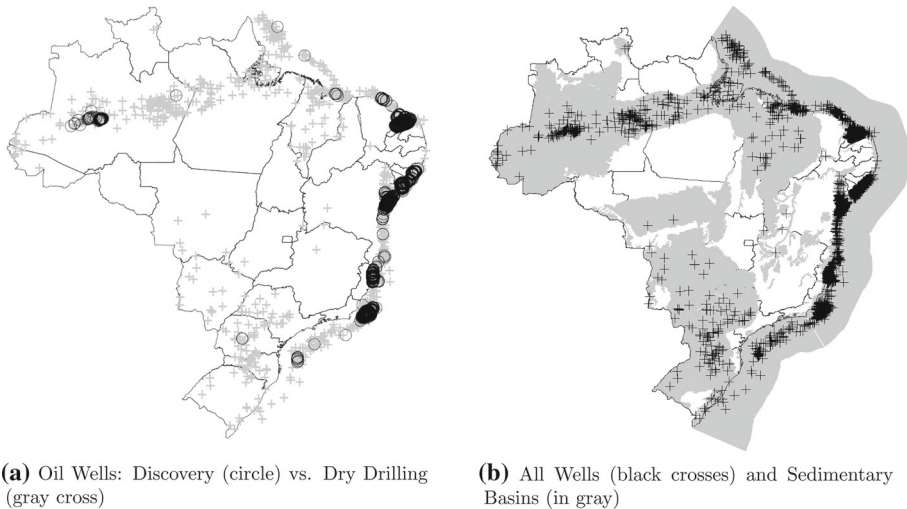 (a) Oil Wells: Discovery (circle) vs. Dry Drilling
(gray cross)
(b) All Wells (black crosses) and Sedimentary
Basins (in gray)